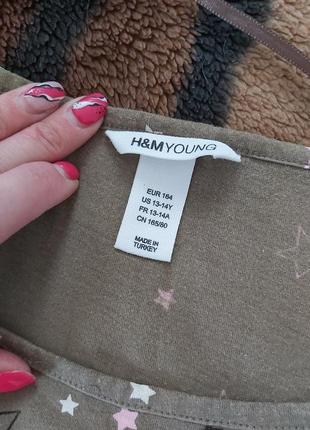 H&M YOUNG
EUR 164
US 13-14Y
FR 13-14A
CN 165/80
MADE IN
TURKEY